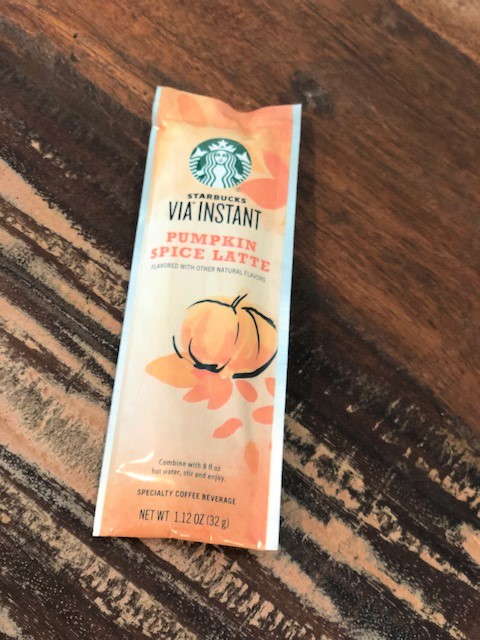 STARBUCKS
VIA® INSTANT
PUMPKIN
SPICE LATTE
FLAVORED WITH OTHER NATURAL FLAVORS
Combine with 8 fl oz
hot water, stir and enjoy.
SPECIALTY COFFEE BEVERAGE
NET WT 1.12 OZ (32 g)